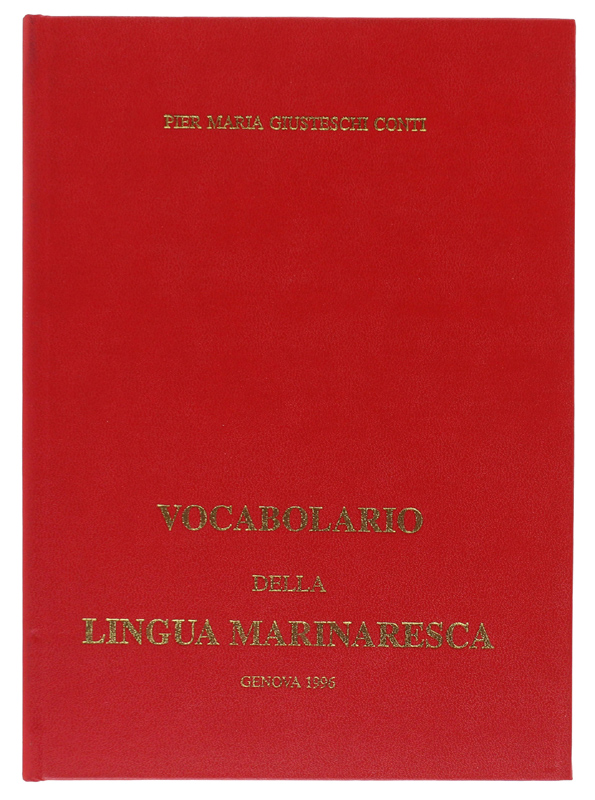 PIER MARIA GIUSTESCHI CONTI
VOCABOLARIO
DELLA
LINGUA MARINARESCA
GENOVA 1996